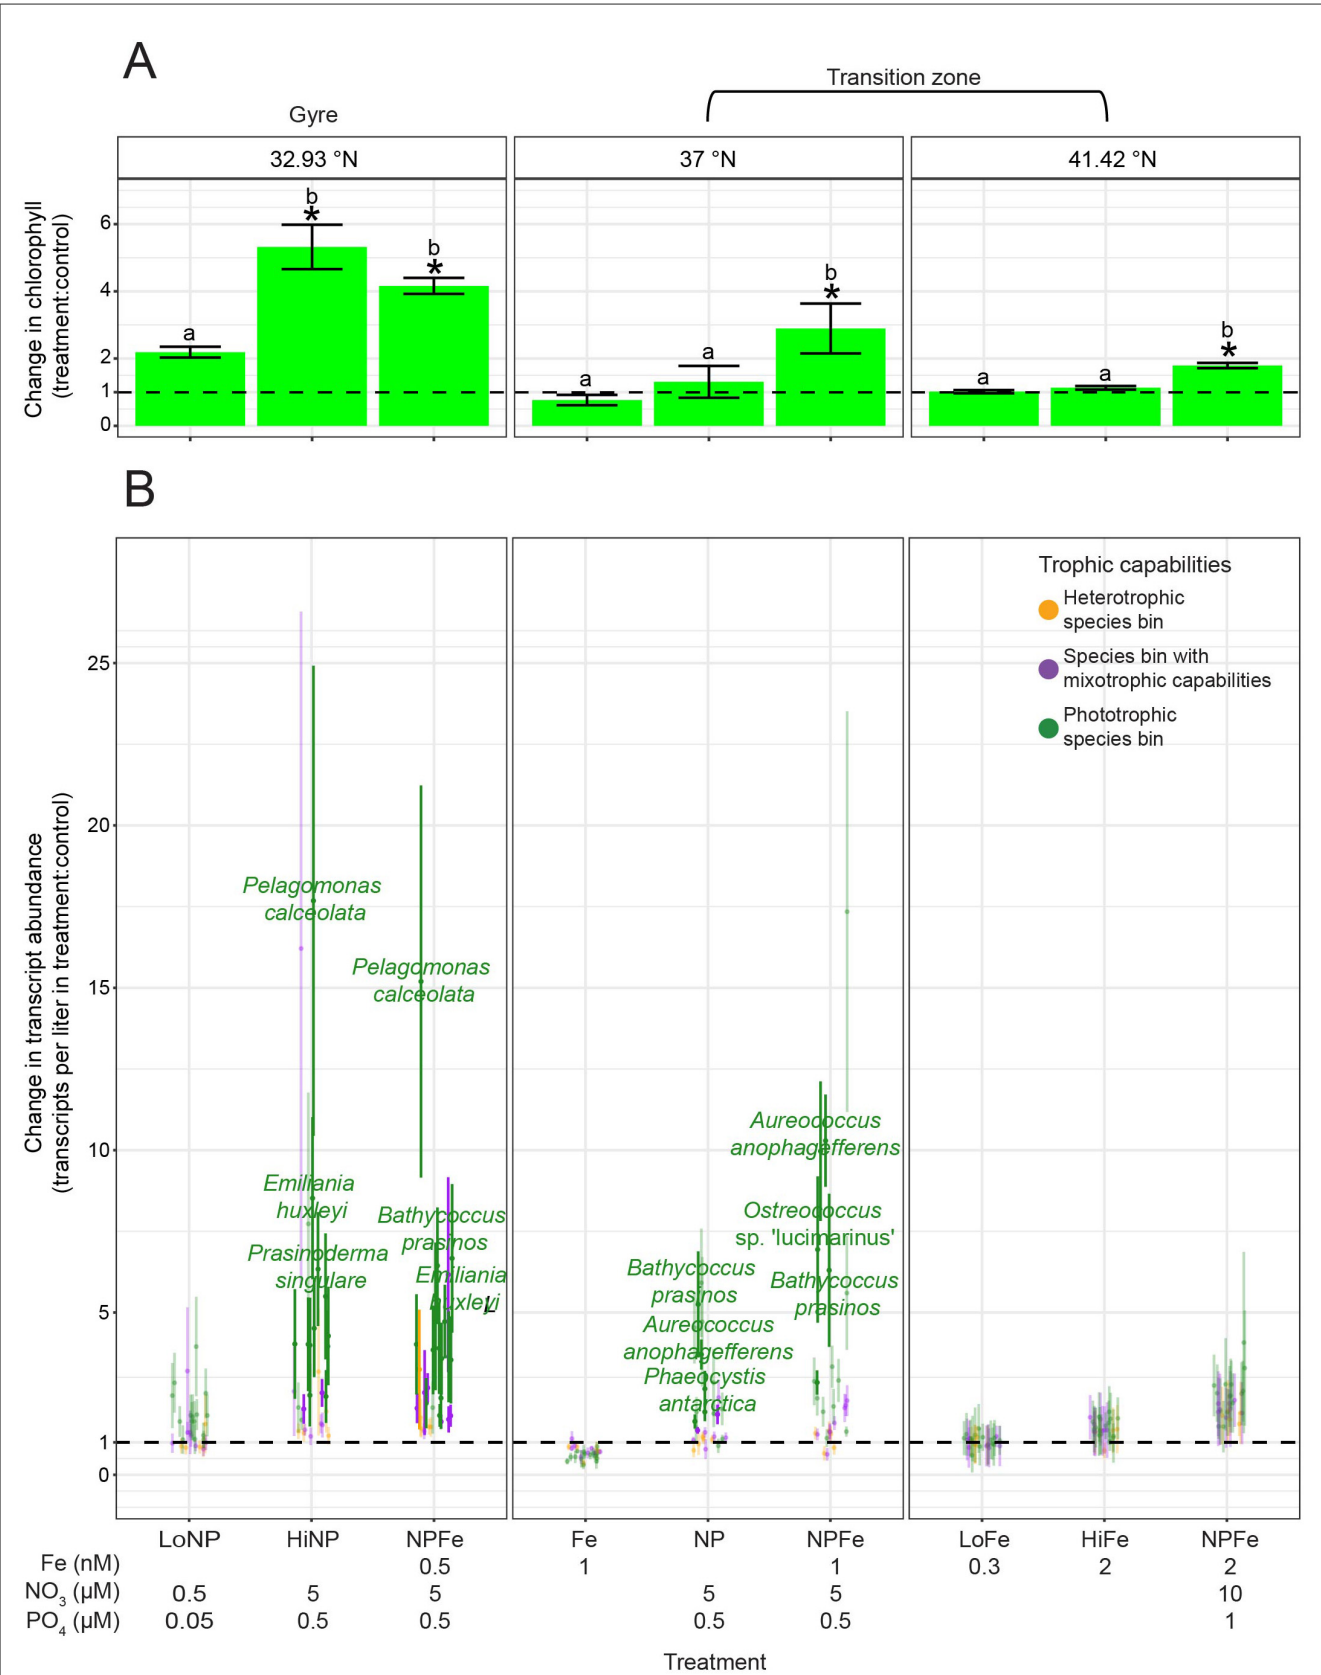 A
Transition zone
Gyre
32.93 °N
37 °N
41.42 °N
Change in chlorophyll
(treatment:control)
6
4
2
1
0
a
b
*
b
*
a
a
b
*
a
a
b
*
B
Change in transcript abundance
(transcripts per liter in treatment:control)
25
20
15
10
5
1
0
Trophic capabilities
Heterotrophic
species bin
Species bin with
mixotrophic capabilities
Phototrophic
species bin
Pelagomonas
calceolata
Pelagomonas
calceolata
Emiliania
huxleyi
Prasinoderma
singulare
Bathycoccus
prasinos
Emiliania
huxleyi
L
Bathycoccus
prasinos
Aureococcus
anophagefferens
Phaeocystis
antarctica
Aureococcus
anophagefferens
Ostreococcus
sp. 'lucimarinus'
Bathycoccus
prasinos
LoNP HiNP NPFe Fe NP NPFe LoFe HiFe NPFe
Fe (nM) 0.5 1 1 0.3 2 2
NO3 (µM) 0.5 5 5 5 5 10
PO4 (µM) 0.05 0.5 0.5 0.5 0.5 1
Treatment